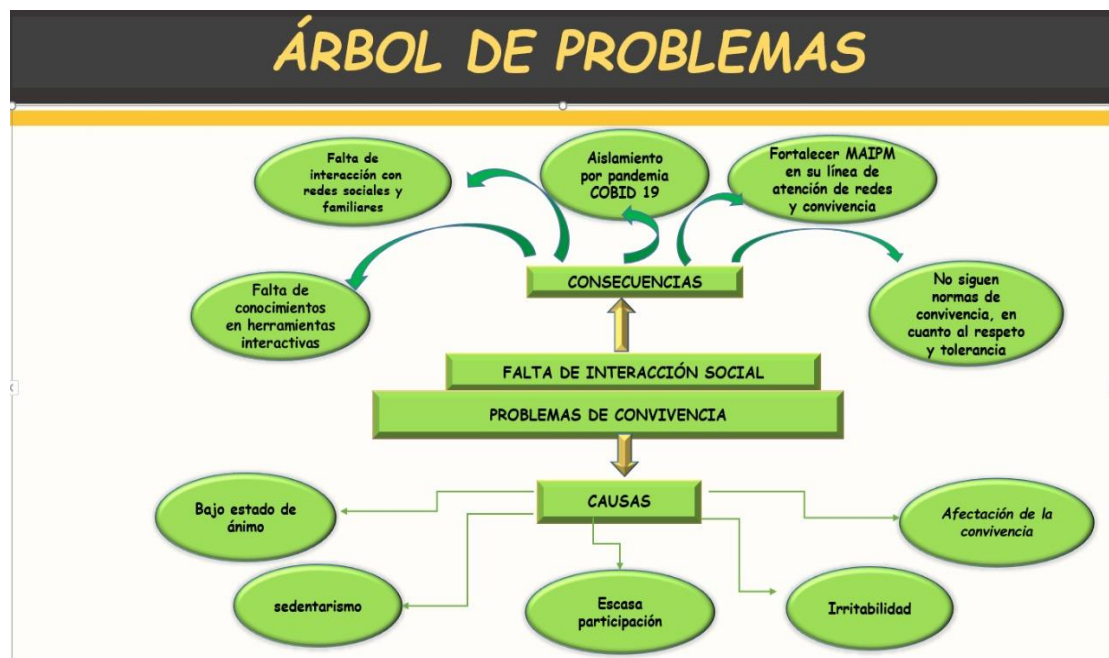 ÁRBOL DE PROBLEMAS
Falta de
interacción con
redes sociales y
familiares
Aislamiento
por pandemia
COBID 19
Fortalecer MAIPM
en su línea de
atención de redes
y convivencia
Falta de
conocimientos
en herramientas
interactivas
CONSECUENCIAS
No siguen
normas de
convivencia, en
cuanto al respeto
y tolerancia
FALTA DE INTERACCIÓN SOCIAL
PROBLEMAS DE CONVIVENCIA
CAUSAS
Bajo estado de
ánimo
Afectación de la
convivencia
sedentarismo
Escasa
participación
Irritabilidad